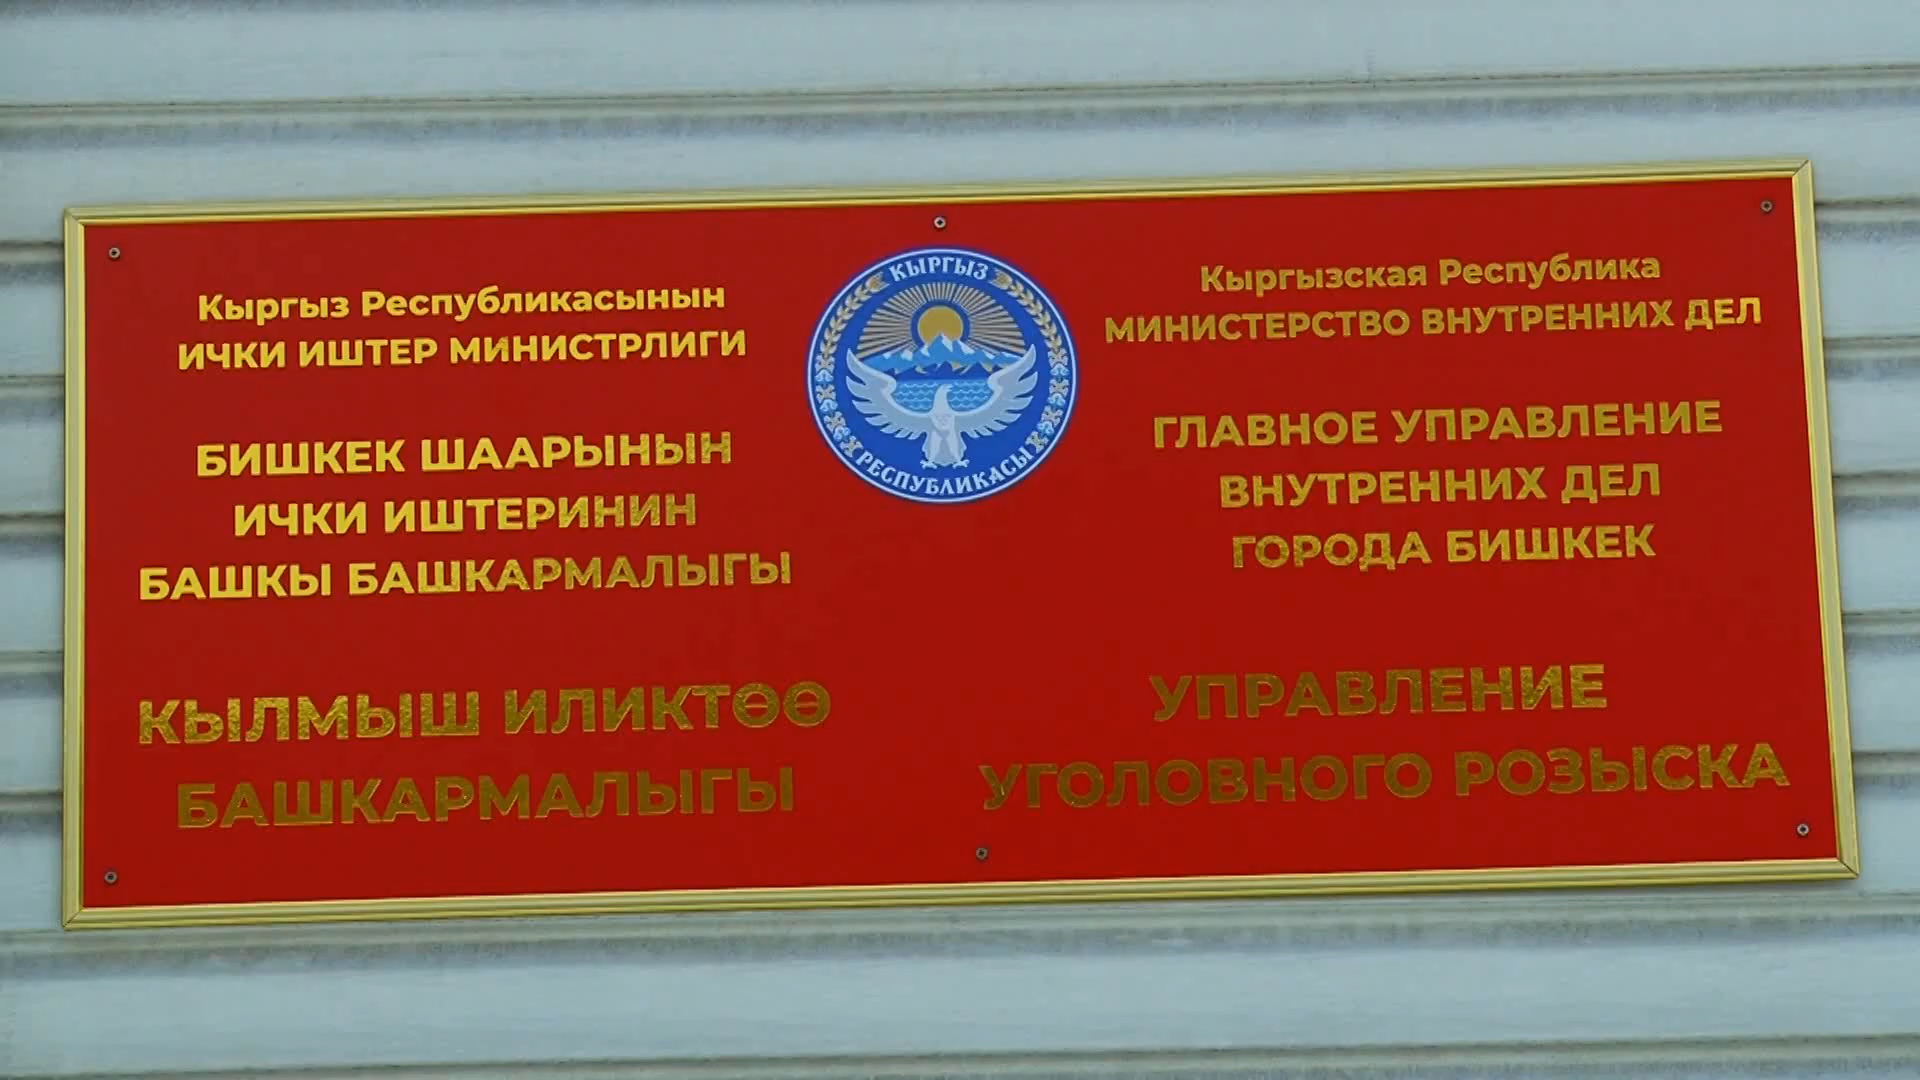 Кыргыз Республикасынын
ИЧКИ ИШТЕР МИНИСТРЛИГИ
БИШКЕК ШААРЫНЫН
ИЧКИ ИШТЕРИНИН
БАШКЫ БАШКАРМАЛЫГЫ
КЫЛМЫШ ИЛИКТӨӨ
БАШКАРМАЛЫГЫ
КЫРГЫЗ
РЕСПУБЛИКАСЫ
Кыргызская Республика
МИНИСТЕРСТВО ВНУТРЕННИХ ДЕЛ
ГЛАВНОЕ УПРАВЛЕНИЕ
ВНУТРЕННИХ ДЕЛ
ГОРОДА БИШКЕК
УПРАВЛЕНИЕ
УГОЛОВНОГО РОЗЫСКА